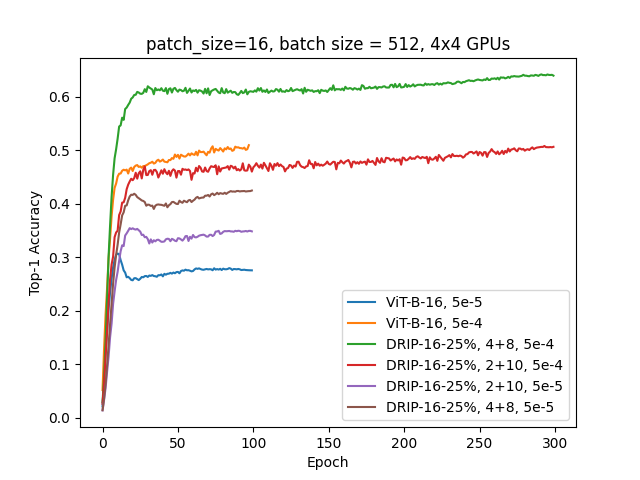 patch_size=16, batch size = 512, 4x4 GPUs
Top-1 Accuracy
0.6
0.5
0.4
0.3
0.2
0.1
0.0
ViT-B-16, 5e-5
ViT-B-16, 5e-4
DRIP-16-25%, 4+8, 5e-4
DRIP-16-25%, 2+10, 5e-4
DRIP-16-25%, 2+10, 5e-5
DRIP-16-25%, 4+8, 5e-5
0 50 100 150 200 250 300
Epoch